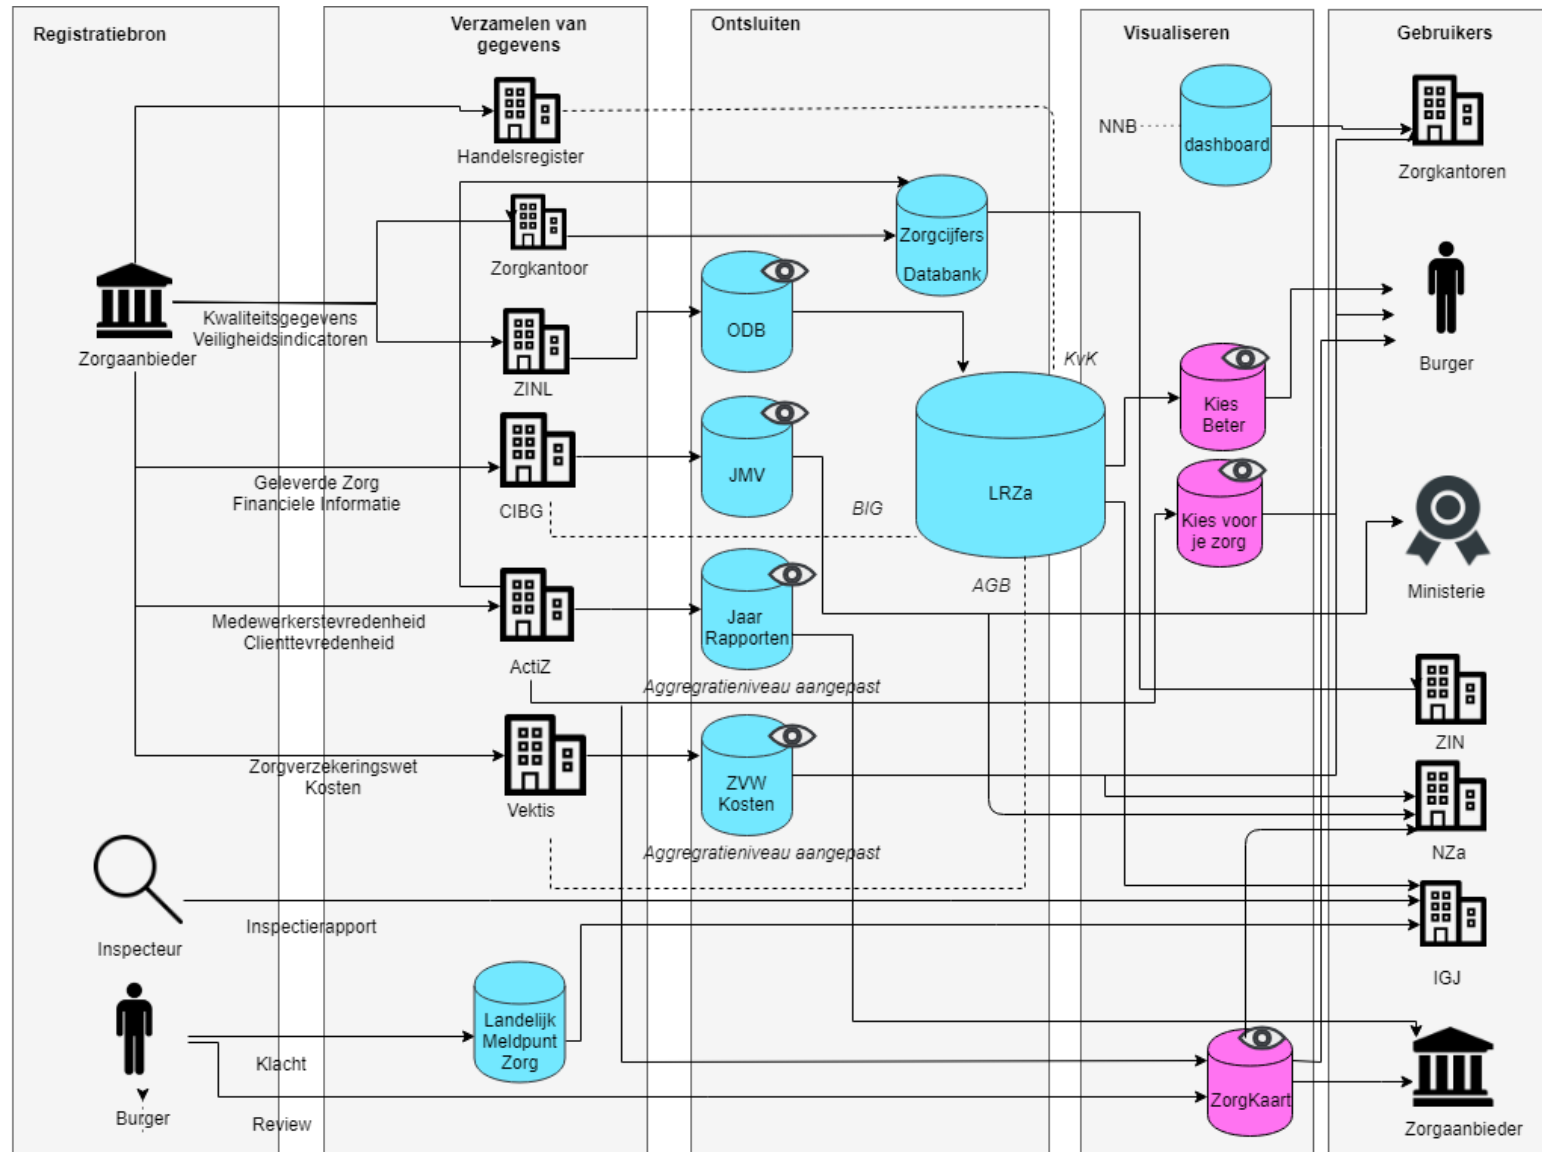 Registratiebron
Verzamelen van
gegevens
Ontsluiten
Visualiseren
Gebruikers
Handelsregister
NNB
dashboard
Zorgkantoren
Zorgkantoor
Zorgcijfers
Databank
Kwaliteitsgegevens
Veiligheidsindicatoren
Zorgaanbieder
ZINL
ODB
KvK
Kies
Beter
Burger
Geleverde Zorg
Financiele Informatie
CIBG
JMV
BIG
LRZa
Kies voor
je zorg
Medewerkerstevredenheid
Clienttevredenheid
ActiZ
Jaar
Rapporten
AGB
Ministerie
Aggregratieniveau aangepast
Zorgverzekeringswet
Kosten
Vektis
ZVW
Kosten
ZIN
Aggregratieniveau aangepast
NZa
Inspecteur
Inspectierapport
IGJ
Landelijk
Meldpunt
Zorg
Klacht
Burger
Review
ZorgKaart
Zorgaanbieder